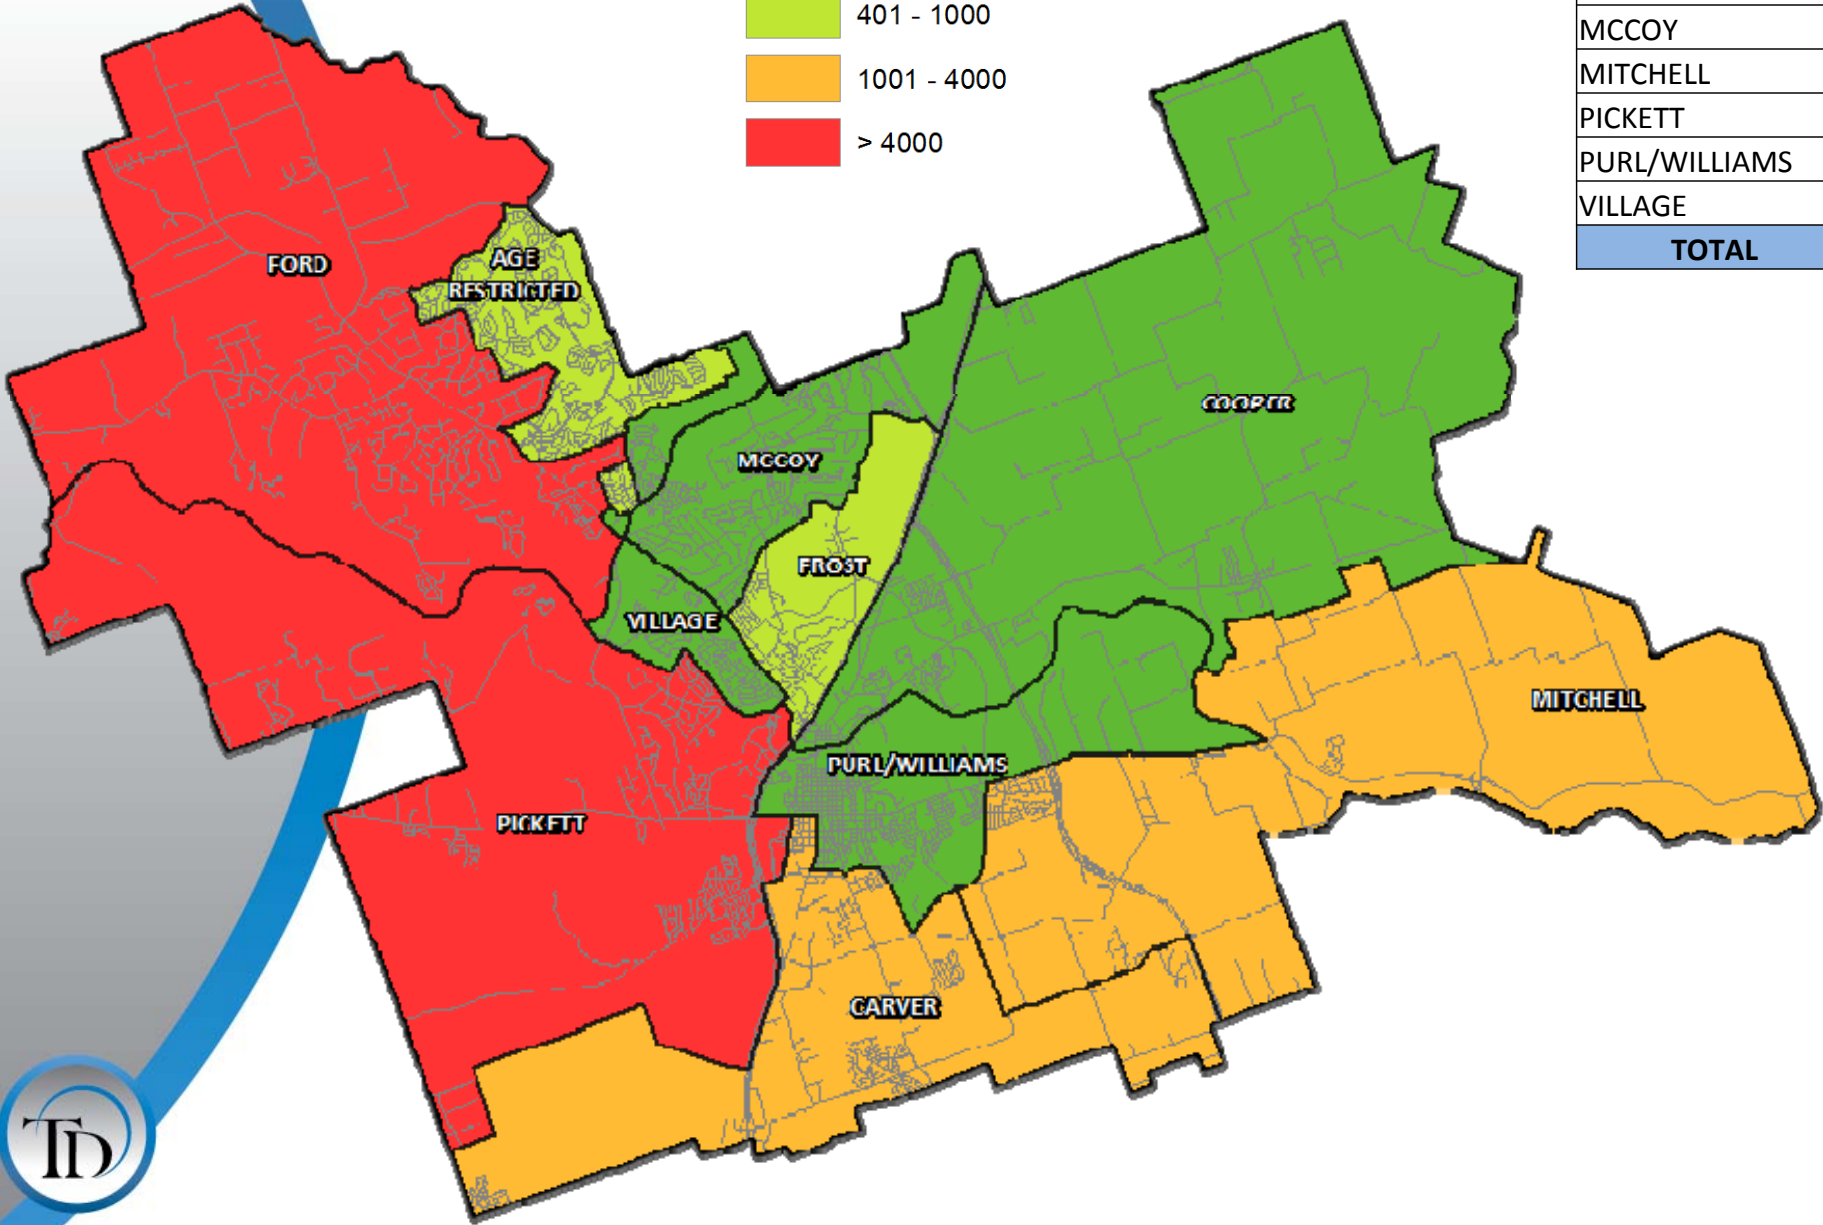 401 - 1000
1001 - 4000
> 4000
MCCOY
MITCHELL
PICKETT
PURL/WILLIAMS
VILLAGE
TOTAL
FORD
AGE
RESTRICTED
COOPER
MCCOY
FROST
VILLAGE
MITCHELL
PURL/WILLIAMS
PICKETT
CARVER
TD